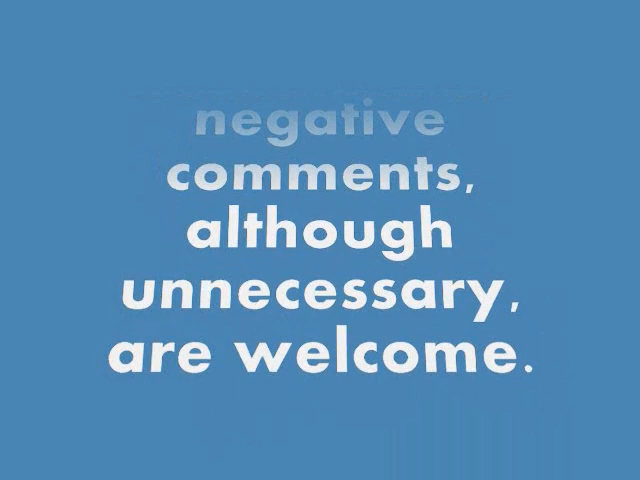 negative
comments,
although
unnecessary,
are welcome.